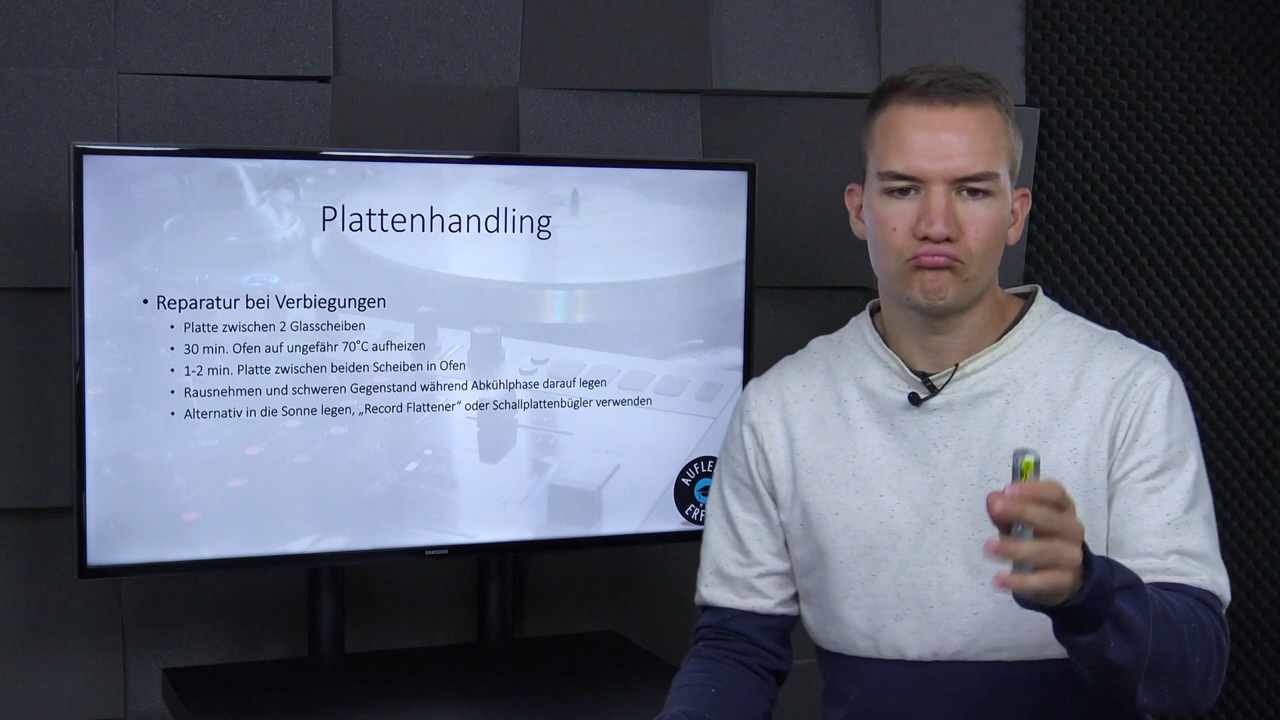 Plattenhandling
• Reparatur bei Verbiegungen
• Platte zwischen 2 Glasscheiben
• 30 min. Ofen auf ungefähr 70°C aufheizen
• 1-2 min. Platte zwischen beiden Scheiben in Ofen
• Rausnehmen und schweren Gegenstand während Abkühlphase darauf legen
• Alternativ in die Sonne legen, „Record Flattener“ oder Schallplattenbügler verwenden
SAMSUNG